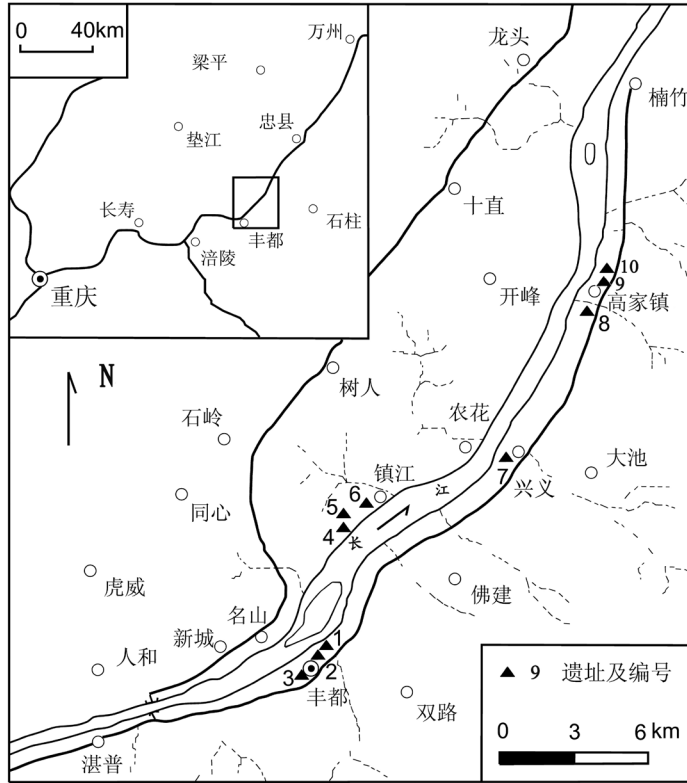 0 40km
万州
梁平
忠县
垫江
长寿
石柱
丰都
涪陵
重庆
龙头
楠竹
十直
开峰
10
9
高家镇
8
N
树人
石岭
农花
大池
镇江
7
兴义
江
6
5
同心
4
长
虎威
佛建
名山
新城
1
人和
2
3
丰都
双路
湛普
9 遗址及编号
0 3 6 km